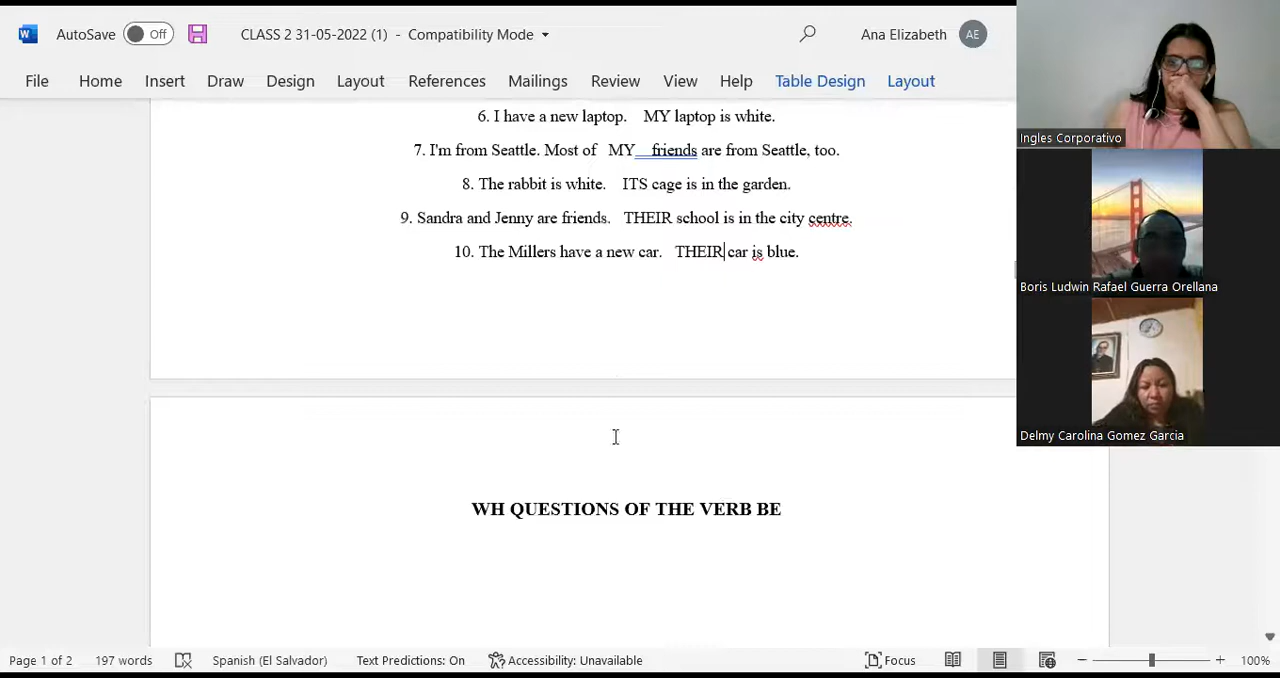 AutoSave Off CLASS 2 31-05-2022 (1) - Compatibility Mode Ana Elizabeth AE
File Home Insert Draw Design Layout References Mailings Review View Help Table Design Layout
6. I have a new laptop. MY laptop is white.
7. I'm from Seattle. Most of MY__friends are from Seattle, too.
8. The rabbit is white. ITS cage is in the garden.
9. Sandra and Jenny are friends. THEIR school is in the city centre.
10. The Millers have a new car. THEIR car is blue.
WH QUESTIONS OF THE VERB BE
Ingles Corporativo
Boris Ludwin Rafael Guerra Orellana
Delmy Carolina Gomez Garcia
Page 1 of 2 197 words Spanish (El Salvador) Text Predictions: On Accessibility: Unavailable Focus 100%